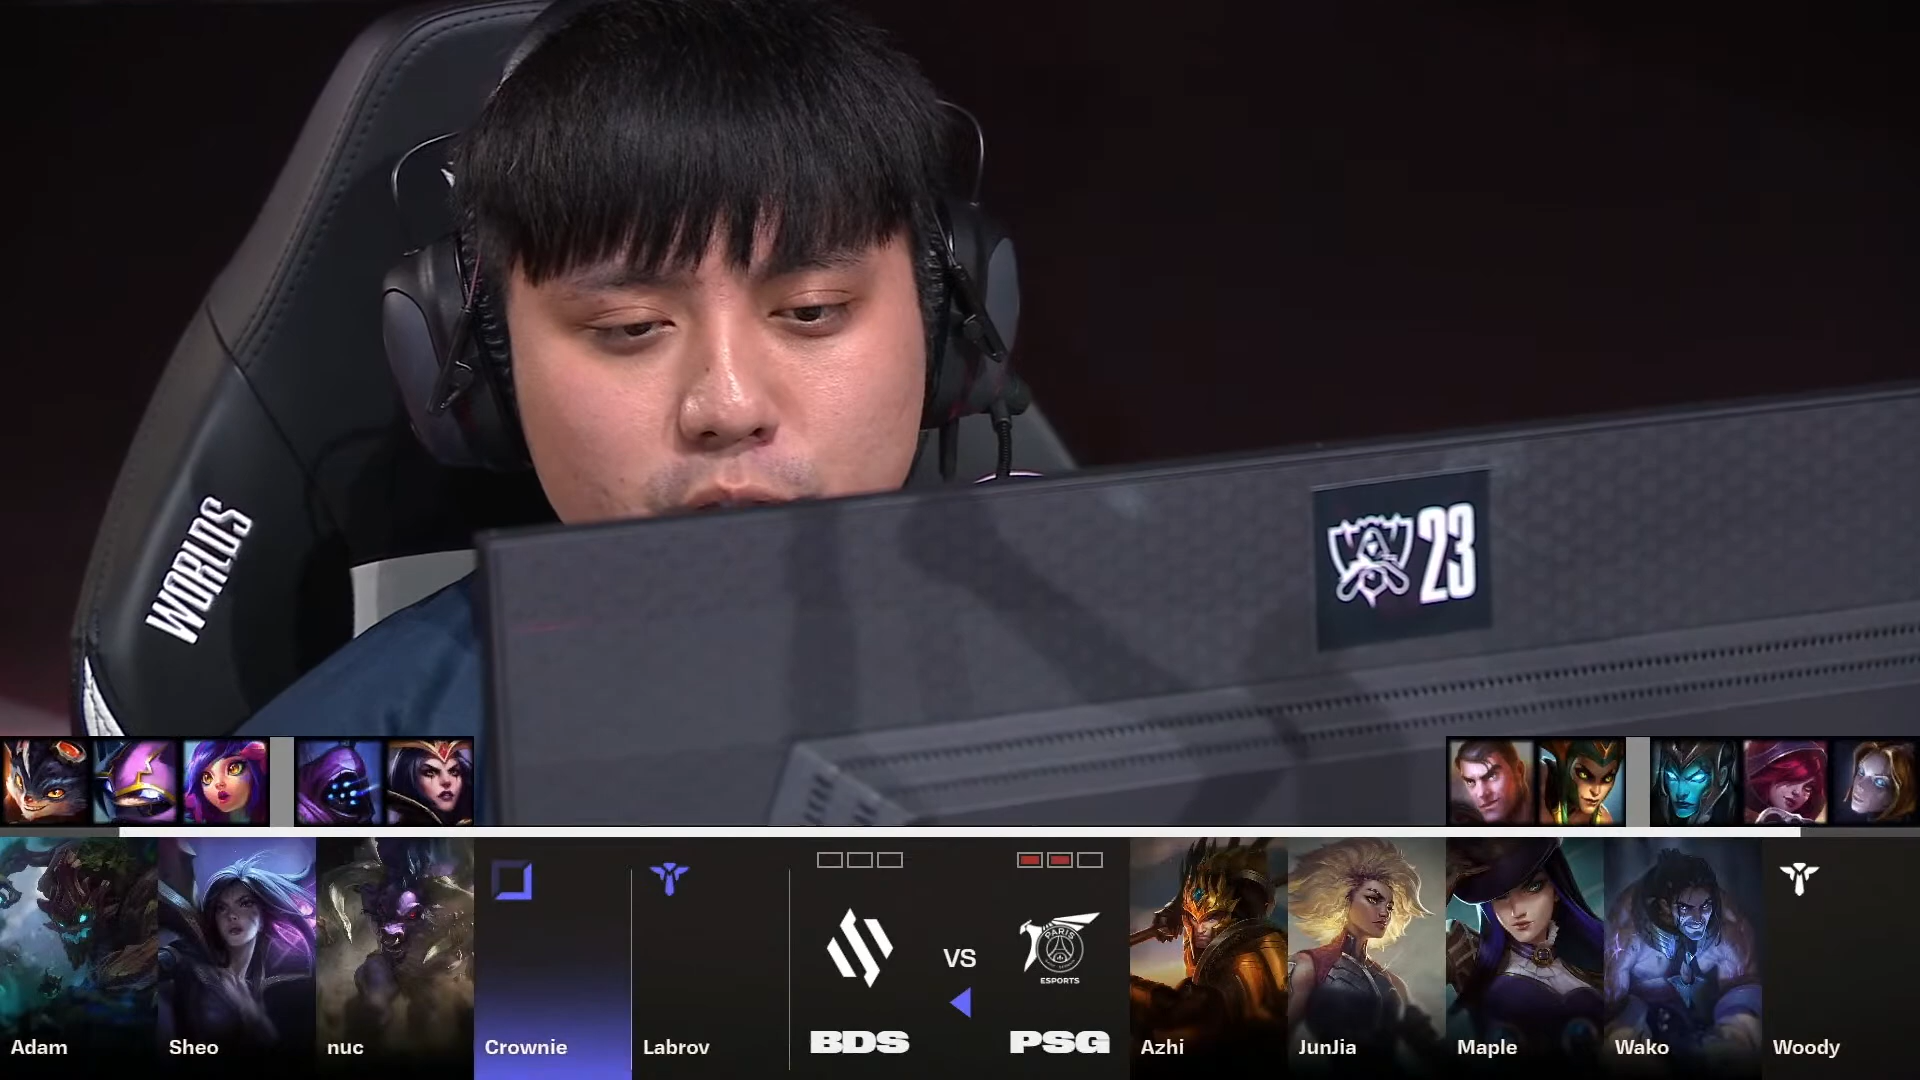 WORLDS
23
Adam
Sheo
nuc
Crownie
Labrov
VS
BDS
PARIS
ESPORTS
PSG
Azhi
JunJia
Maple
Wako
Woody